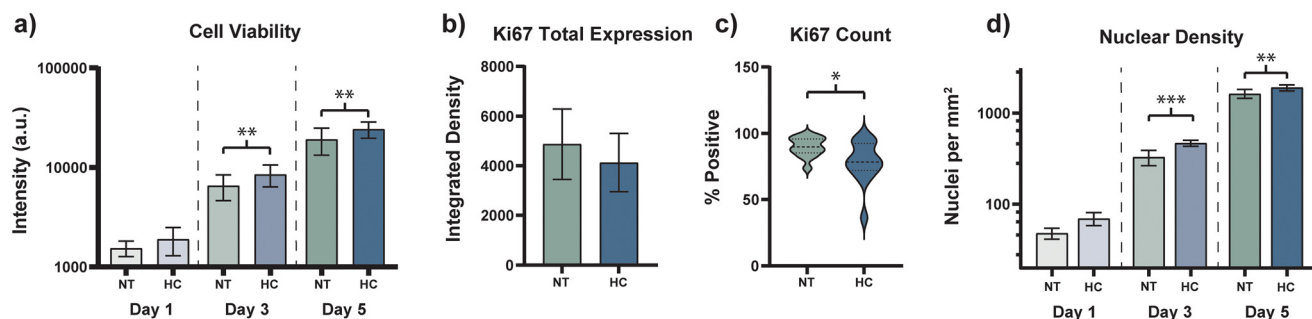 a)
Cell Viability
Intensity (a.u.)
100000
10000
1000
**
**
NT HC NT HC NT HC
Day 1 Day 3 Day 5
b)
Ki67 Total Expression
Integrated Density
8000
6000
4000
2000
0
NT HC
c)
Ki67 Count
% Positive
150
100
50
0
*
NT HC
d)
Nuclear Density
Nuclei per mm²
1000
100
***
**
NT HC NT HC NT HC
Day 1 Day 3 Day 5